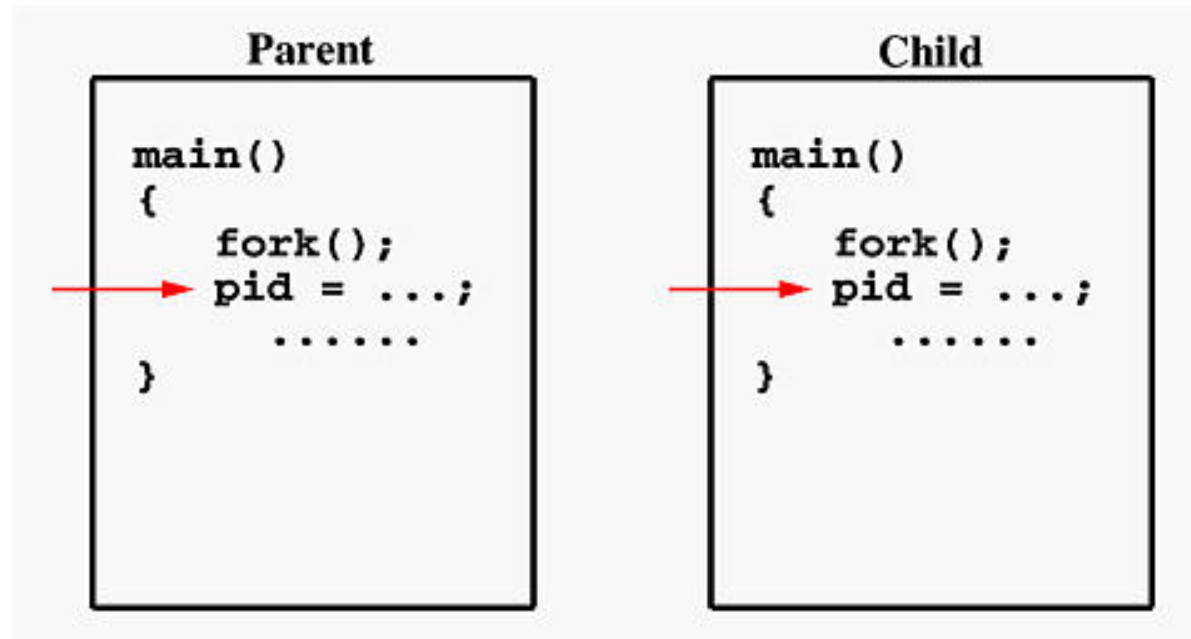 Parent
main()
{
fork();
pid = ...;
......
}
Child
main()
{
fork();
pid = ...;
......
}